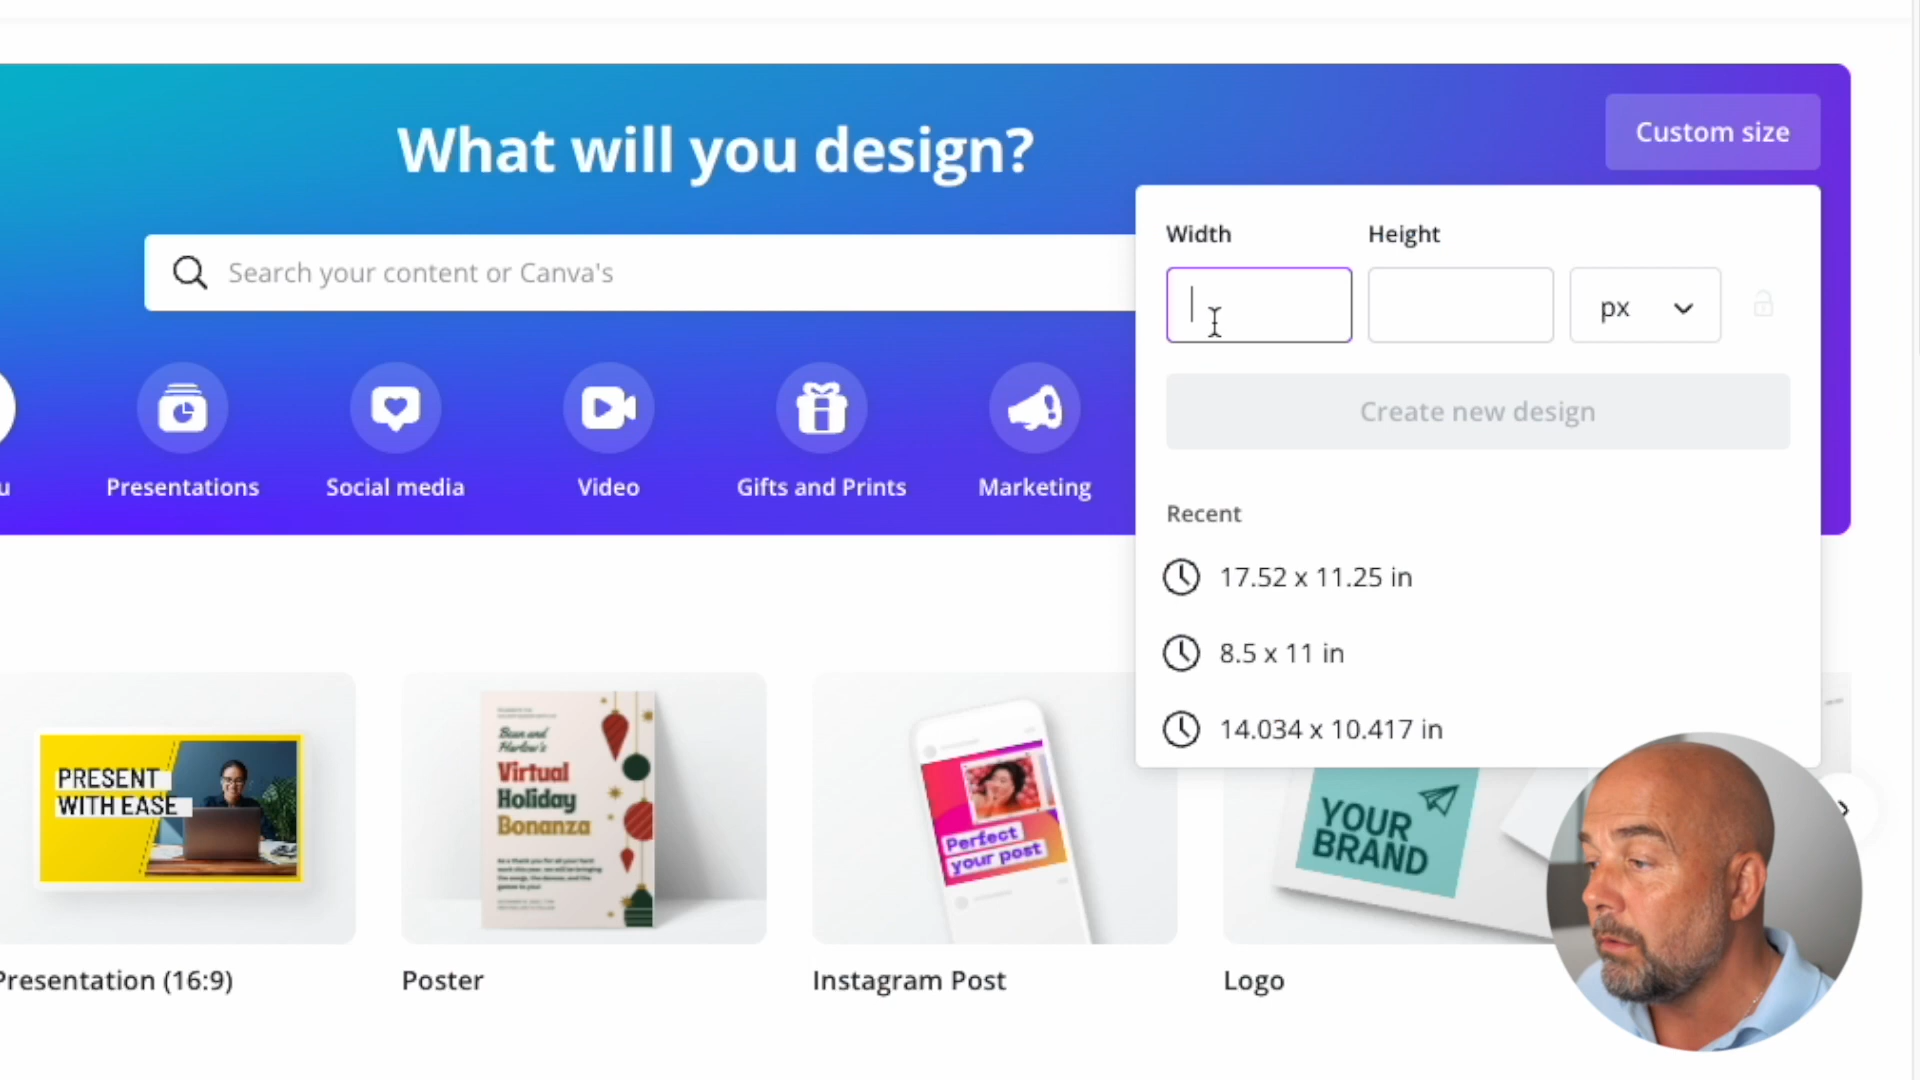 What will you design?
Custom size
Search your content or Canva's
Width
Height
px
Create new design
Recent
17.52 x 11.25 in
8.5 x 11 in
14.034 x 10.417 in
u
Presentations
Social media
Video
Gifts and Prints
Marketing
PRESENT
WITH EASE
Bean and
Harlow's
Virtual
Holiday
Bonanza
Perfect
your post
YOUR
BRAND
Presentation (16:9)
Poster
Instagram Post
Logo